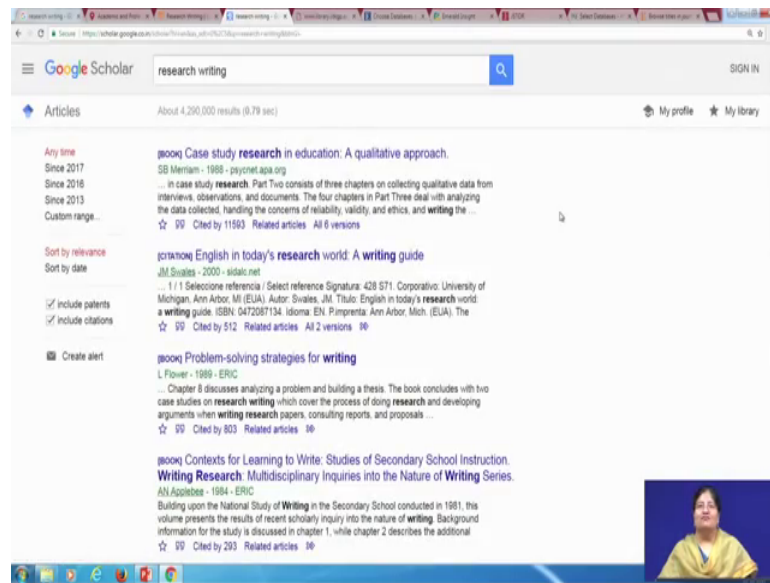 Secure https://scholar.google.co.in/scholar?
Google Scholar
research writing
SIGN IN
Articles
About 4,290,000 results (0.79 sec)
My profile
My library
Any time
Since 2017
Since 2016
Since 2013
Custom range...
Sort by relevance
Sort by date
include patents
include citations
Create alert
[BOOK] Case study research in education: A qualitative approach.
SB Merriam - 1988 - psycnet.apa.org
... in case study research. Part Two consists of three chapters on collecting qualitative data from
interviews, observations, and documents. The four chapters in Part Three deal with analyzing
the data collected, handling the concerns of reliability, validity, and ethics, and writing the ...
Cited by 11593 Related articles All 6 versions
[CITATION] English in today's research world: A writing guide
JM Swales - 2000 - sidalc.net
... 1 / 1 Seleccione referencia / Select reference Signatura: 428 S71. Corporativo: University of
Michigan, Ann Arbor, MI (EUA). Autor: Swales, JM. Título: English in today's research world:
a writing guide. ISBN: 0472087134. Idioma: EN. P.imprenta: Ann Arbor, Mich. (EUA). The
Cited by 512 Related articles All 2 versions
[BOOK] Problem-solving strategies for writing
L Flower - 1989 - ERIC
... Chapter 8 discusses analyzing a problem and building a thesis. The book concludes with two
case studies on research writing which cover the process of doing research and developing
arguments when writing research papers, consulting reports, and proposals ...
Cited by 803 Related articles
[BOOK] Contexts for Learning to Write: Studies of Secondary School Instruction.
Writing Research: Multidisciplinary Inquiries into the Nature of Writing Series.
AN Applebee - 1984 - ERIC
Building upon the National Study of Writing in the Secondary School conducted in 1981, this
volume presents the results of recent scholarly inquiry into the nature of writing. Background
information for the study is discussed in chapter 1, while chapter 2 describes the additional
Cited by 293 Related articles